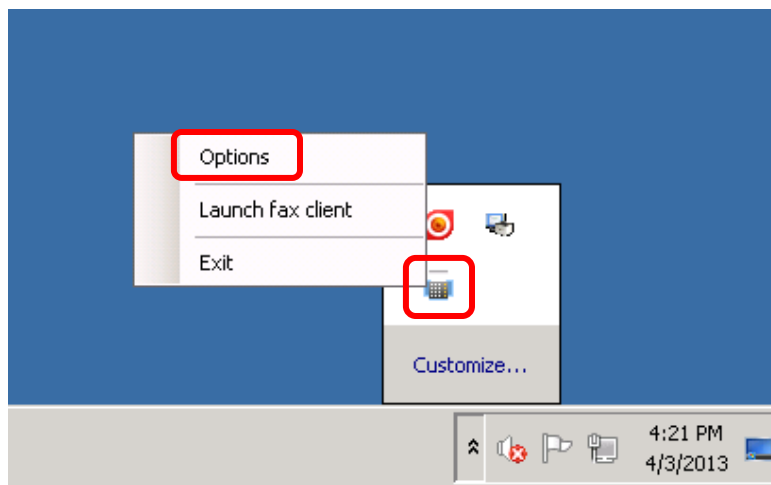 Options
Launch fax client
Exit
Customize...
4:21 PM
4/3/2013